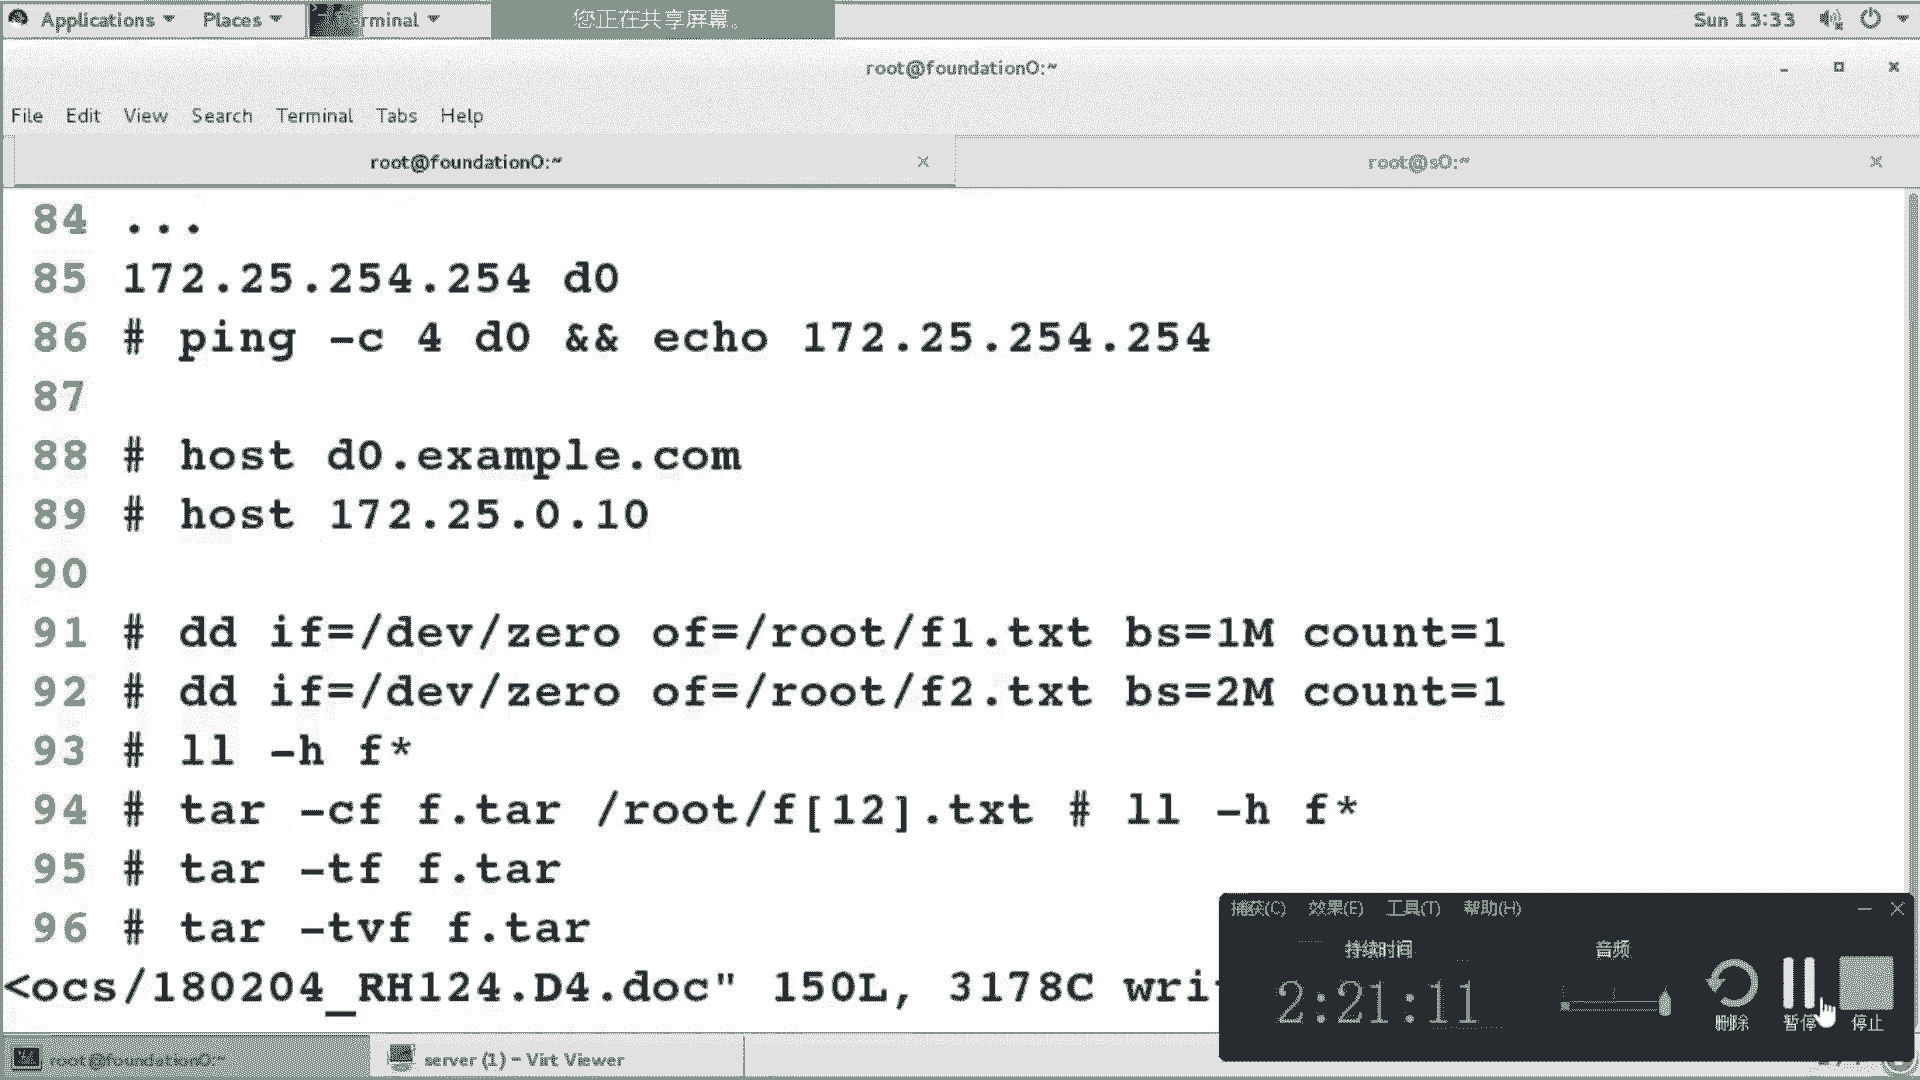 Applications Places 您正在共享屏幕。 Sun 13:33
root@foundation0:~
File Edit View Search Terminal Tabs Help
root@foundation0:~ × root@s0:~ ×
84 ...
85 172.25.254.254 d0
86 # ping -c 4 d0 && echo 172.25.254.254
87
88 # host d0.example.com
89 # host 172.25.0.10
90
91 # dd if=/dev/zero of=/root/f1.txt bs=1M count=1
92 # dd if=/dev/zero of=/root/f2.txt bs=2M count=1
93 # ll -h f*
94 # tar -cf f.tar /root/f[12].txt # ll -h f*
95 # tar -tf f.tar
96 # tar -tvf f.tar
<ocs/180204_RH124.D4.doc" 150L, 3178C wri
捕获(C) 效果(E) 工具(T) 帮助(H)
持续时间 音频
2:21:11
删除 暂停 停止
root@foundation0:~ server (1) - Virt Viewer